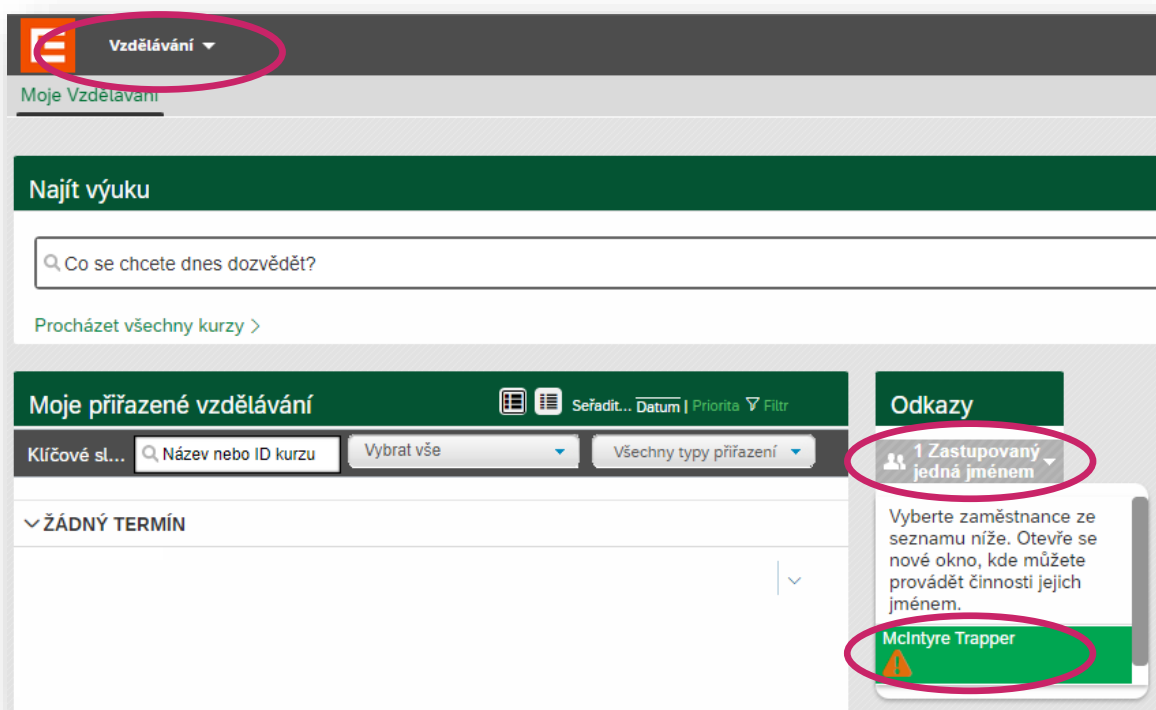 Vzdělávání
Moje Vzdělávání
Najít výuku
Co se chcete dnes dozvědět?
Procházet všechny kurzy >
Moje přiřazené vzdělávání
Seřadit... Datum | Priorita Filtr
Klíčové sl... Název nebo ID kurzu Vybrat vše Všechny typy přiřazení
ŽÁDNÝ TERMÍN
Odkazy
1 Zastupovaný
jedná jménem
Vyberte zaměstnance ze
seznamu níže. Otevře se
nové okno, kde můžete
provádět činnosti jejich
jménem.
McIntyre Trapper